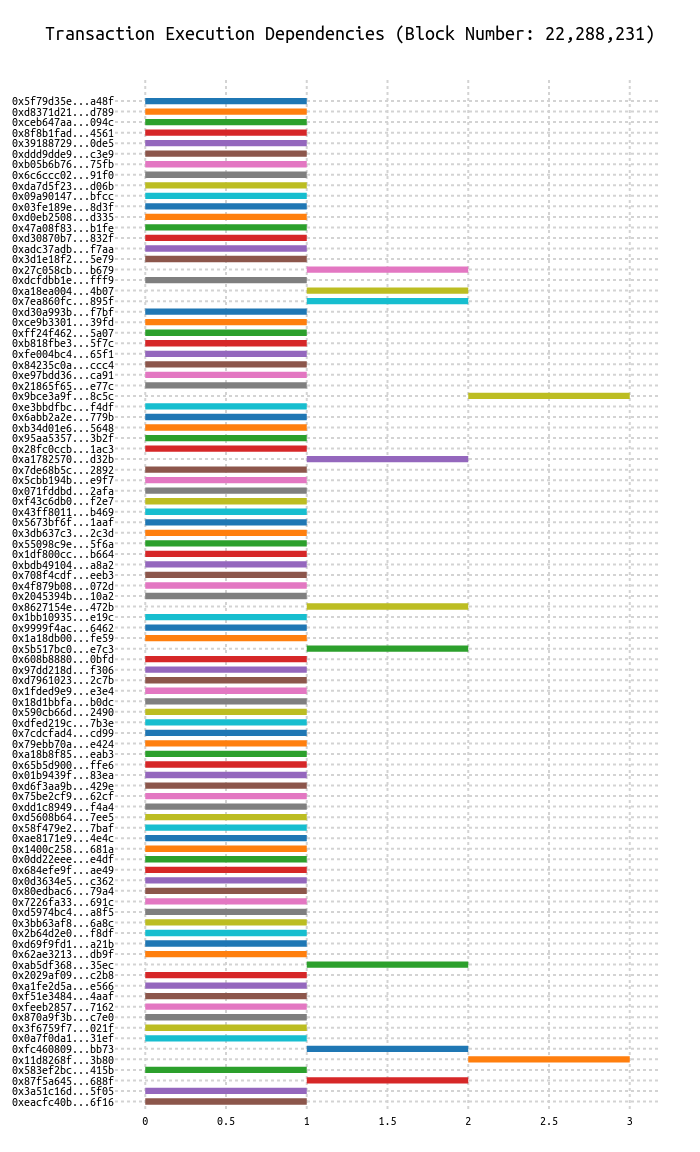 Transaction Execution Dependencies (Block Number: 22,288,231)
0x5f79d35e...a48f
0xd8371d21...d789
0xceb647aa...094c
0x8f8b1fad...4561
0x39188729...0de5
0xddd9dde9...c3e9
0xb05b6b76...75fb
0x6c6ccc02...91f0
0xda7d5f23...d06b
0x09a90147...bfcc
0x03fe189e...8d3f
0xd0eb2508...d335
0x47a08f83...b1fe
0xd30870b7...832f
0xadc37adb...f7aa
0x3d1e18f2...5e79
0x27c058cb...b679
0xdcfdbb1e...fff9
0xa18ea004...4b07
0x7ea860fc...895f
0xd30a993b...f7bf
0xce9b3301...39fd
0xff24f462...5a07
0xb818fbe3...5f7c
0xfe004bc4...65f1
0x84235c0a...ccc4
0xe97bdd36...ca91
0x21865f65...e77c
0x9bce3a9f...8c5c
0xe3bbdfbc...f4df
0x6abb2a2e...779b
0xb34d01e6...5648
0x95aa5357...3b2f
0x28fc0ccb...1ac3
0xa1782570...d32b
0x7de68b5c...2892
0x5cbb194b...e9f7
0x071fddbd...2afa
0xf43c6db0...f2e7
0x43ff8011...b469
0x5673bf6f...1aaf
0x3db637c3...2c3d
0x55098c9e...5f6a
0x1df800cc...b664
0xbdb49104...a8a2
0x708f4cdf...eeb3
0x4f879b08...072d
0x2045394b...10a2
0x8627154e...472b
0x1bb10935...e19c
0x9999f4ac...6462
0x1a18db00...fe59
0x5b517bc0...e7c3
0x608b8880...0bfd
0x97dd218d...f306
0xd7961023...2c7b
0x1fded9e9...e3e4
0x18d1bbfa...b0dc
0x590cb66d...2490
0xdfed219c...7b3e
0x7cdcfad4...cd99
0x79ebb70a...e424
0xa18b8f85...eab3
0x65b5d900...ffe6
0x01b9439f...83ea
0xd6f3aa9b...429e
0x75be2cf9...62cf
0xdd1c8949...f4a4
0xd5608b64...7ee5
0x58f479e2...7baf
0xae8171e9...4e4c
0x1400c258...681a
0x0dd22eee...e4df
0x684efe9f...ae49
0x0d3634e5...c362
0x80edbac6...79a4
0x7226fa33...691c
0xd5974bc4...a8f5
0x3bb63af8...6a8c
0x2b64d2e0...f8df
0xd69f9fd1...a21b
0x62ae3213...db9f
0xab5df368...35ec
0x2029af09...c2b8
0xa1fe2d5a...e566
0xf51e3484...4aaf
0xfeeb2857...7162
0x870a9f3b...c7e0
0x3f6759f7...021f
0x0a7f0da1...31ef
0xfc460809...bb73
0x11d8268f...3b80
0x583ef2bc...415b
0x87f5a645...688f
0x3a51c16d...5f05
0xeacfc40b...6f16
0 0.5 1 1.5 2 2.5 3